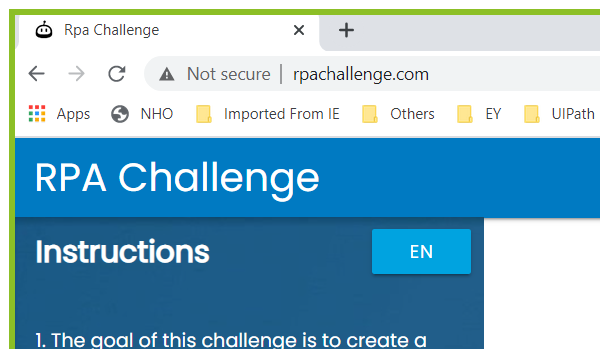 Rpa Challenge
Not secure | rpachallenge.com
Apps NHO Imported From IE Others EY UIPath
RPA Challenge
Instructions
EN
1. The goal of this challenge is to create a